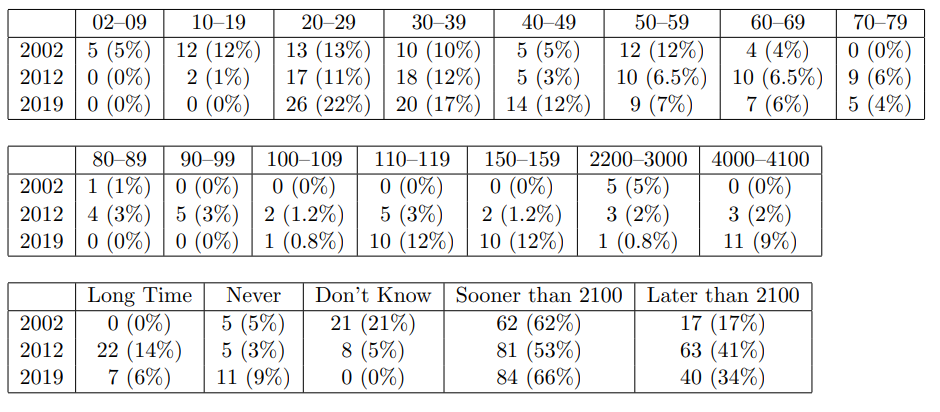 02–09 10–19 20–29 30–39 40–49 50–59 60–69 70–79
2002 5 (5%) 12 (12%) 13 (13%) 10 (10%) 5 (5%) 12 (12%) 4 (4%) 0 (0%)
2012 0 (0%) 2 (1%) 17 (11%) 18 (12%) 5 (3%) 10 (6.5%) 10 (6.5%) 9 (6%)
2019 0 (0%) 0 (0%) 26 (22%) 20 (17%) 14 (12%) 9 (7%) 7 (6%) 5 (4%)
80–89 90–99 100–109 110–119 150–159 2200–3000 4000–4100
2002 1 (1%) 0 (0%) 0 (0%) 0 (0%) 0 (0%) 5 (5%) 0 (0%)
2012 4 (3%) 5 (3%) 2 (1.2%) 5 (3%) 2 (1.2%) 3 (2%) 3 (2%)
2019 0 (0%) 0 (0%) 1 (0.8%) 10 (12%) 10 (12%) 1 (0.8%) 11 (9%)
Long Time Never Don't Know Sooner than 2100 Later than 2100
2002 0 (0%) 5 (5%) 21 (21%) 62 (62%) 17 (17%)
2012 22 (14%) 5 (3%) 8 (5%) 81 (53%) 63 (41%)
2019 7 (6%) 11 (9%) 0 (0%) 84 (66%) 40 (34%)